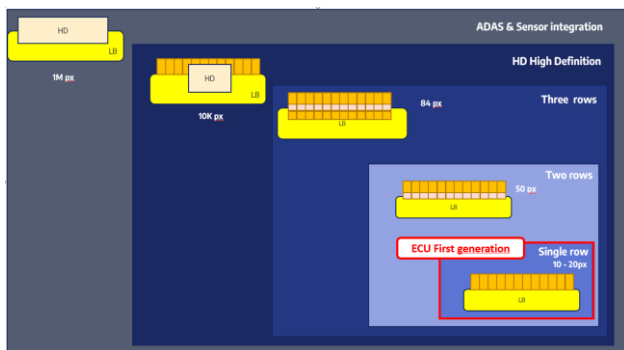 ADAS & Sensor integration
HD
LB
1M px
HD High Definition
HD
LB
10K px
Three rows
84 px
LB
Two rows
50 px
LB
ECU First generation
Single row
10 - 20px
LB